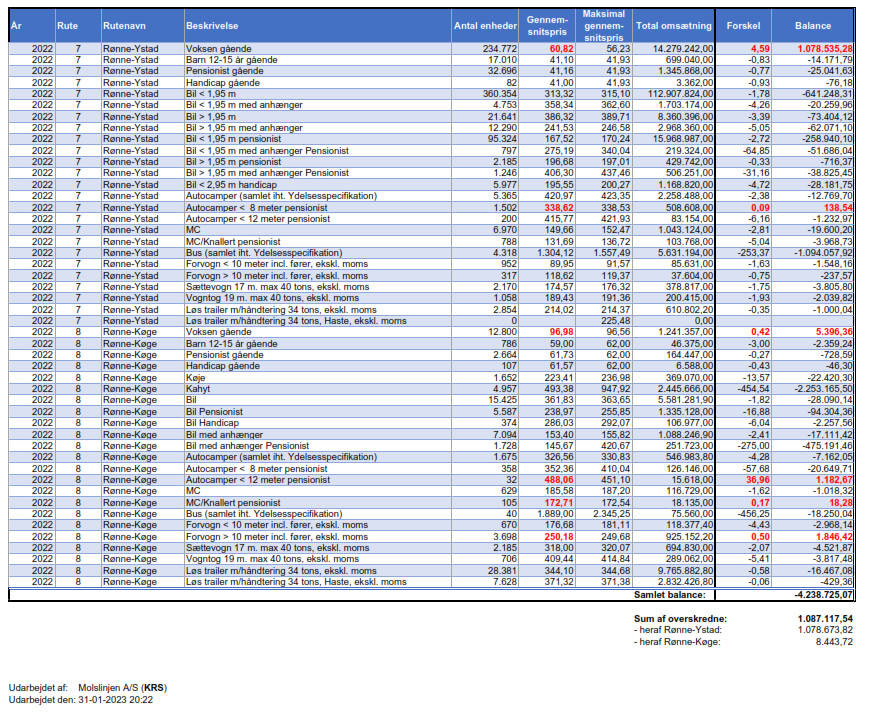 År Rute Rutenavn Beskrivelse Antal enheder Gennem-snitspris Maksimal gennem-snitspris Total omsætning Forskel Balance
2022 7 Rønne-Ystad Voksen gående 234.772 60,82 56,23 14.279.242,00 4,59 1.078.535,28
2022 7 Rønne-Ystad Barn 12-15 år gående 17.010 41,10 41,93 699.040,00 -0,83 -14.171,79
2022 7 Rønne-Ystad Pensionist gående 32.696 41,16 41,93 1.345.868,00 -0,77 -25.041,63
2022 7 Rønne-Ystad Handicap gående 82 41,00 41,93 3.362,00 -0,93 -76,18
2022 7 Rønne-Ystad Bil < 1,95 m 360.354 313,32 315,10 112.907.824,00 -1,78 -641.248,31
2022 7 Rønne-Ystad Bil < 1,95 m med anhænger 4.753 358,34 362,60 1.703.174,00 -4,26 -20.259,96
2022 7 Rønne-Ystad Bil > 1,95 m 21.641 386,32 389,71 8.360.396,00 -3,39 -73.404,12
2022 7 Rønne-Ystad Bil > 1,95 m med anhænger 12.290 241,53 246,58 2.968.360,00 -5,05 -62.071,10
2022 7 Rønne-Ystad Bil < 1,95 m pensionist 95.324 167,52 170,24 15.968.987,00 -2,72 -258.940,10
2022 7 Rønne-Ystad Bil < 1,95 m med anhænger Pensionist 797 275,19 340,04 219.324,00 -64,85 -51.686,04
2022 7 Rønne-Ystad Bil > 1,95 m pensionist 2.185 196,68 197,01 429.742,00 -0,33 -716,37
2022 7 Rønne-Ystad Bil > 1,95 m med anhænger Pensionist 1.246 406,30 437,46 506.251,00 -31,16 -38.825,45
2022 7 Rønne-Ystad Bil < 2,95 m handicap 5.977 195,55 200,27 1.168.820,00 -4,72 -28.181,75
2022 7 Rønne-Ystad Autocamper (samlet iht. Ydelsesspecifikation) 5.365 420,97 423,35 2.258.488,00 -2,38 -12.769,70
2022 7 Rønne-Ystad Autocamper < 8 meter pensionist 1.502 338,62 338,53 508.608,00 0,09 138,54
2022 7 Rønne-Ystad Autocamper < 12 meter pensionist 200 415,77 421,93 83.154,00 -6,16 -1.232,97
2022 7 Rønne-Ystad MC 6.970 149,66 152,47 1.043.124,00 -2,81 -19.600,20
2022 7 Rønne-Ystad MC/Knallert pensionist 788 131,69 136,72 103.768,00 -5,04 -3.968,73
2022 7 Rønne-Ystad Bus (samlet iht. Ydelsesspecifikation) 4.318 1.304,12 1.557,49 5.631.194,00 -253,37 -1.094.057,92
2022 7 Rønne-Ystad Forvogn < 10 meter incl. fører, ekskl. moms 952 89,95 91,57 85.631,00 -1,63 -1.548,16
2022 7 Rønne-Ystad Forvogn > 10 meter incl. fører, ekskl. moms 317 118,62 119,37 37.604,00 -0,75 -237,57
2022 7 Rønne-Ystad Sættevogn 17 m. max 40 tons, ekskl. moms 2.170 174,57 176,32 378.817,00 -1,75 -3.805,80
2022 7 Rønne-Ystad Vogntog 19 m. max 40 tons, ekskl. moms 1.058 189,43 191,36 200.415,00 -1,93 -2.039,82
2022 7 Rønne-Ystad Løs trailer m/håndtering 34 tons, ekskl. moms 2.854 214,02 214,37 610.802,20 -0,35 -1.000,04
2022 7 Rønne-Ystad Løs trailer m/håndtering 34 tons, Haste, ekskl. moms 0 225,48 0,00
2022 8 Rønne-Køge Voksen gående 12.800 96,98 96,56 1.241.357,00 0,42 5.396,36
2022 8 Rønne-Køge Barn 12-15 år gående 786 59,00 62,00 46.375,00 -3,00 -2.359,24
2022 8 Rønne-Køge Pensionist gående 2.664 61,73 62,00 164.447,00 -0,27 -728,59
2022 8 Rønne-Køge Handicap gående 107 61,57 62,00 6.588,00 -0,43 -46,30
2022 8 Rønne-Køge Køje 1.652 223,41 236,98 369.070,00 -13,57 -22.420,30
2022 8 Rønne-Køge Kahyt 4.957 493,38 947,92 2.445.666,00 -454,54 -2.253.165,50
2022 8 Rønne-Køge Bil 15.425 361,83 363,65 5.581.281,90 -1,82 -28.090,14
2022 8 Rønne-Køge Bil Pensionist 5.587 238,97 255,85 1.335.128,00 -16,88 -94.304,36
2022 8 Rønne-Køge Bil Handicap 374 286,03 292,07 106.977,00 -6,04 -2.257,56
2022 8 Rønne-Køge Bil med anhænger 7.094 153,40 155,82 1.088.246,90 -2,41 -17.111,42
2022 8 Rønne-Køge Bil med anhænger Pensionist 1.728 145,67 420,67 251.723,00 -275,00 -475.191,46
2022 8 Rønne-Køge Autocamper (samlet iht. Ydelsesspecifikation) 1.675 326,56 330,83 546.983,80 -4,28 -7.162,05
2022 8 Rønne-Køge Autocamper < 8 meter pensionist 358 352,36 410,04 126.146,00 -57,68 -20.649,71
2022 8 Rønne-Køge Autocamper < 12 meter pensionist 32 488,06 451,10 15.618,00 36,96 1.182,67
2022 8 Rønne-Køge MC 629 185,58 187,20 116.729,00 -1,62 -1.018,32
2022 8 Rønne-Køge MC/Knallert pensionist 105 172,71 172,54 18.135,00 0,17 18,28
2022 8 Rønne-Køge Bus (samlet iht. Ydelsesspecifikation) 40 1.889,00 2.345,25 75.560,00 -456,25 -18.250,04
2022 8 Rønne-Køge Forvogn < 10 meter incl. fører, ekskl. moms 670 176,68 181,11 118.377,40 -4,43 -2.968,14
2022 8 Rønne-Køge Forvogn > 10 meter incl. fører, ekskl. moms 3.698 250,18 249,68 925.152,20 0,50 1.846,42
2022 8 Rønne-Køge Sættevogn 17 m. max 40 tons, ekskl. moms 2.185 318,00 320,07 694.830,00 -2,07 -4.521,87
2022 8 Rønne-Køge Vogntog 19 m. max 40 tons, ekskl. moms 706 409,44 414,84 289.062,00 -5,41 -3.817,48
2022 8 Rønne-Køge Løs trailer m/håndtering 34 tons, ekskl. moms 28.381 344,10 344,68 9.765.882,80 -0,58 -16.467,08
2022 8 Rønne-Køge Løs trailer m/håndtering 34 tons, Haste, ekskl. moms 7.628 371,32 371,38 2.832.426,80 -0,06 -429,36
Samlet balance: -4.238.725,07
Sum af overskredne: 1.087.117,54
- heraf Rønne-Ystad: 1.078.673,82
- heraf Rønne-Køge: 8.443,72
Udarbejdet af: Molslinjen A/S (KRS)
Udarbejdet den: 31-01-2023 20:22